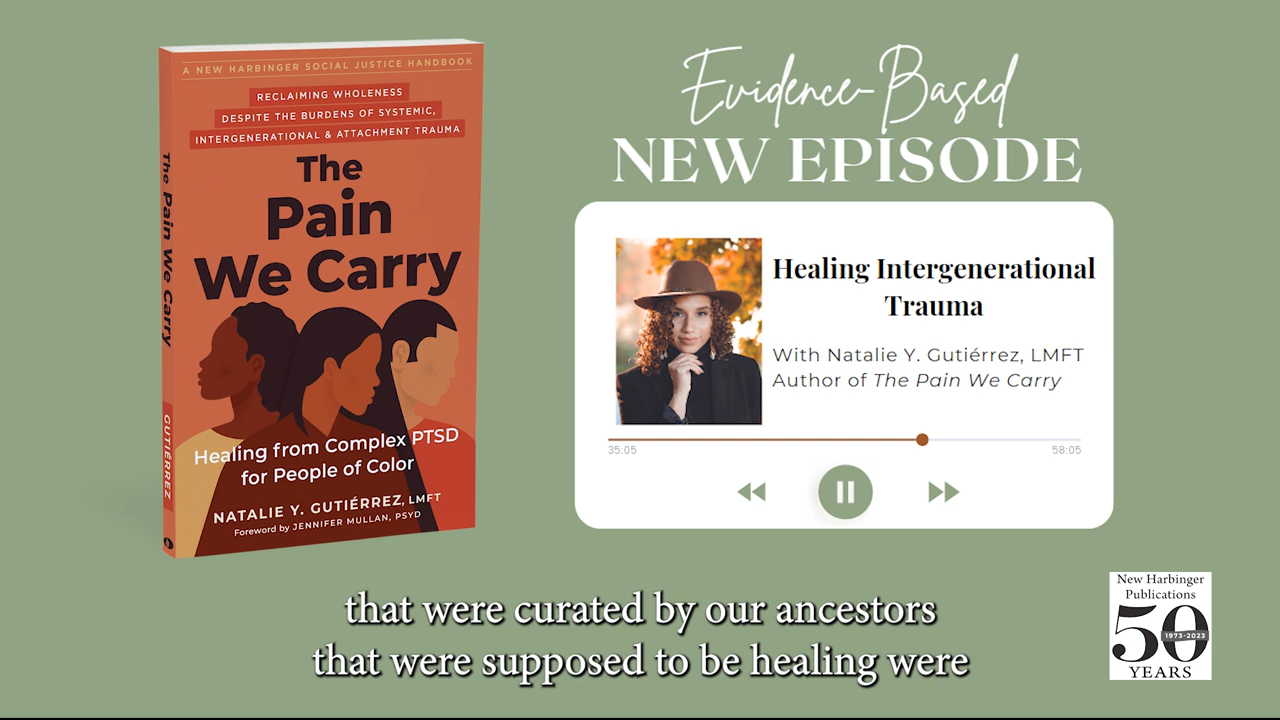 A NEW HARBINGER SOCIAL JUSTICE HANDBOOK
RECLAIMING WHOLENESS
DESPITE THE BURDENS OF SYSTEMIC,
INTERGENERATIONAL & ATTACHMENT TRAUMA
The
Pain
We Carry
Healing from Complex PTSD
for People of Color
NATALIE Y. GUTIÉRREZ, LMFT
Foreword by JENNIFER MULLAN, PSYD
The Pain We Carry
GUTIÉRREZ
Evidence-Based
NEW EPISODE
Healing Intergenerational
Trauma
With Natalie Y. Gutiérrez, LMFT
Author of The Pain We Carry
35:05
58:05
that were curated by our ancestors
that were supposed to be healing were
New Harbinger
Publications
50
1973-2023
YEARS